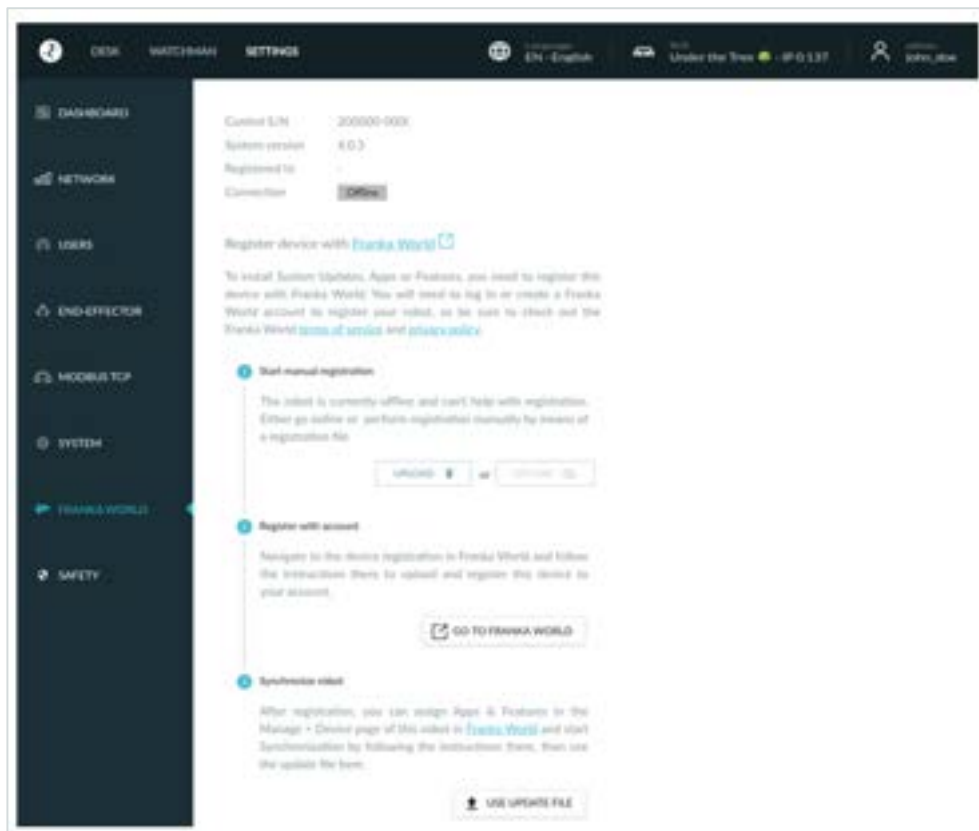 DESK WATCHMAN SETTINGS
EN - English
Under the Tree - IP 0.137
john_doe
DASHBOARD
NETWORK
USERS
END-EFFECTOR
MODBUS TCP
SYSTEM
FRANKA WORLD
SAFETY
Control S/N
System version 4.0.3
Registered to -
Connection Offline
Register device with Franka World
To install System Updates, Apps or Features, you need to register this
device with Franka World. You will need to log in or create a Franka
World account to register your robot, so be sure to check out the
Franka World terms of service and privacy policy.
1 Start manual registration
The robot is currently offline and can't help with registration.
Either go online or perform registration manually by means of
a registration file.
or
2 Register with account
Navigate to the device registration in Franka World and follow
the instructions there to upload and register this device to
your account.
GO TO FRANKA WORLD
3 Synchronize robot
After registration, you can assign Apps & Features in the
Manage > Device page of this robot in Franka World and start
Synchronization by following the instructions there, then use
the update file here.
USE UPDATE FILE